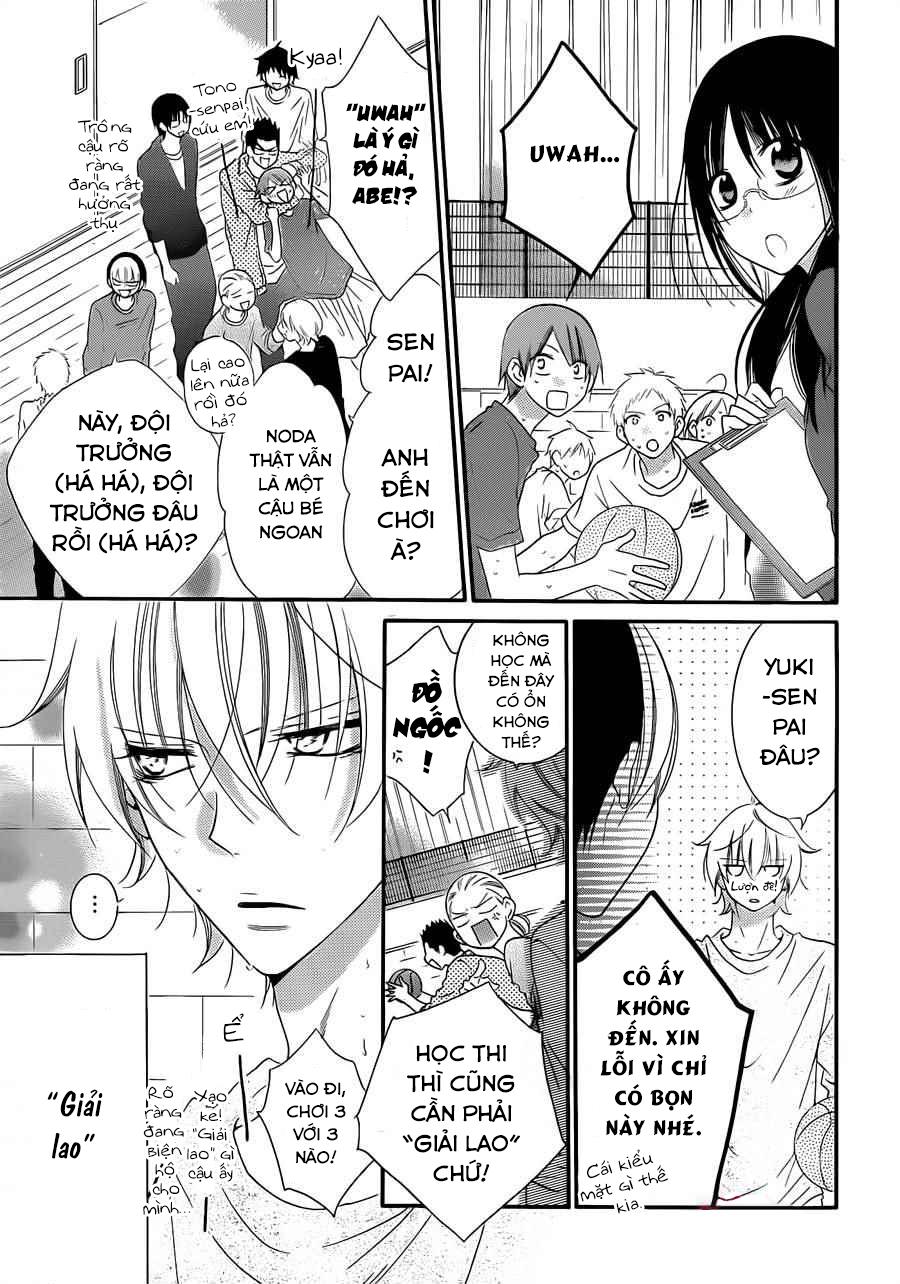 UWAH...
Kyaa!
"UWAH"
LÀ Ý GÌ
ĐÓ HẢ,
ABE!?
Tono
-senpai,
cứu em!
Trông
cậu rõ
ràng
đang rất
hưởng
thụ
SEN
PAI!
ANH
ĐẾN
CHƠI
À?
Lại cao
lên nữa
rồi đó
hả?
NODA
THẬT VẪN
LÀ MỘT
CẬU BÉ
NGOAN
NÀY, ĐỘI
TRƯỞNG
(HÁ HÁ), ĐỘI
TRƯỞNG ĐÂU
RỒI (HÁ HÁ)?
YUKI
-SEN
PAI
ĐÂU?
Lượn đê!
CÔ ẤY
KHÔNG
ĐẾN. XIN
LỖI VÌ CHỈ
CÓ BỌN
NÀY NHÉ.
Cái kiểu
mặt gì thế
kia.
KHÔNG
HỌC MÀ
ĐẾN ĐÂY
CÓ ỔN
KHÔNG
THẾ?
ĐỒ
NGỐC
!
HỌC THI
THÌ CŨNG
CẦN PHẢI
"GIẢI LAO"
CHỨ!
...
Ể
VÀO ĐI,
CHƠI 3
VỚI 3
NÀO!
Xạo
ke!
"Giải
lao" gì
cậu ấy
Rõ
ràng
đang
biện
hộ cho
mình...
"Giải
lao"